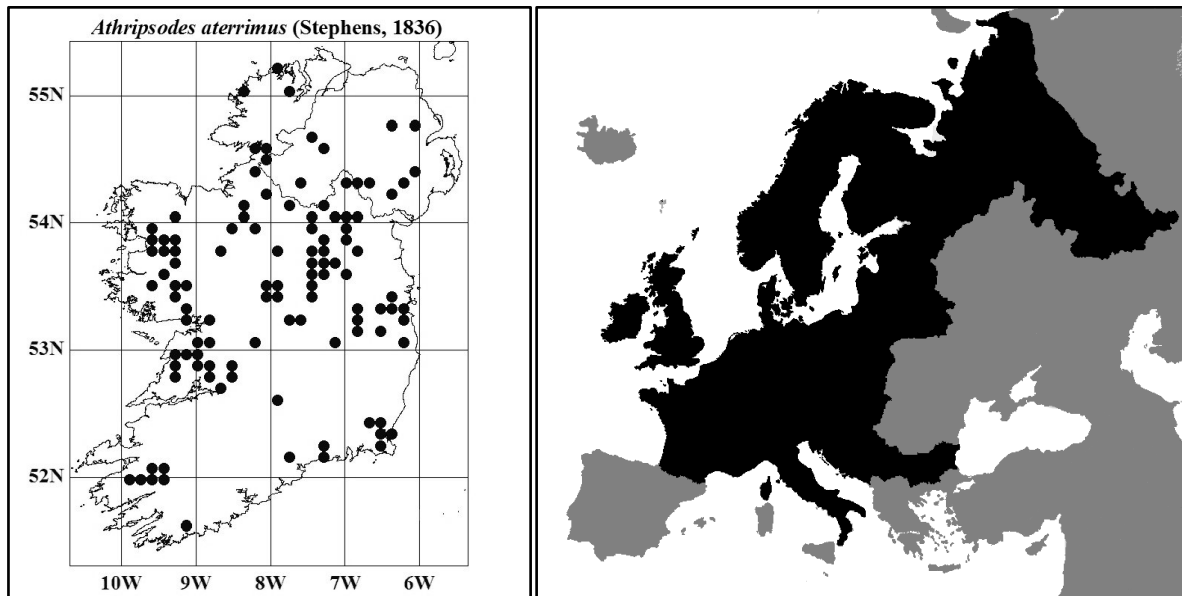 Athripsodes aterrimus (Stephens, 1836)
55N
54N
53N
52N
10W 9W 8W 7W 6W